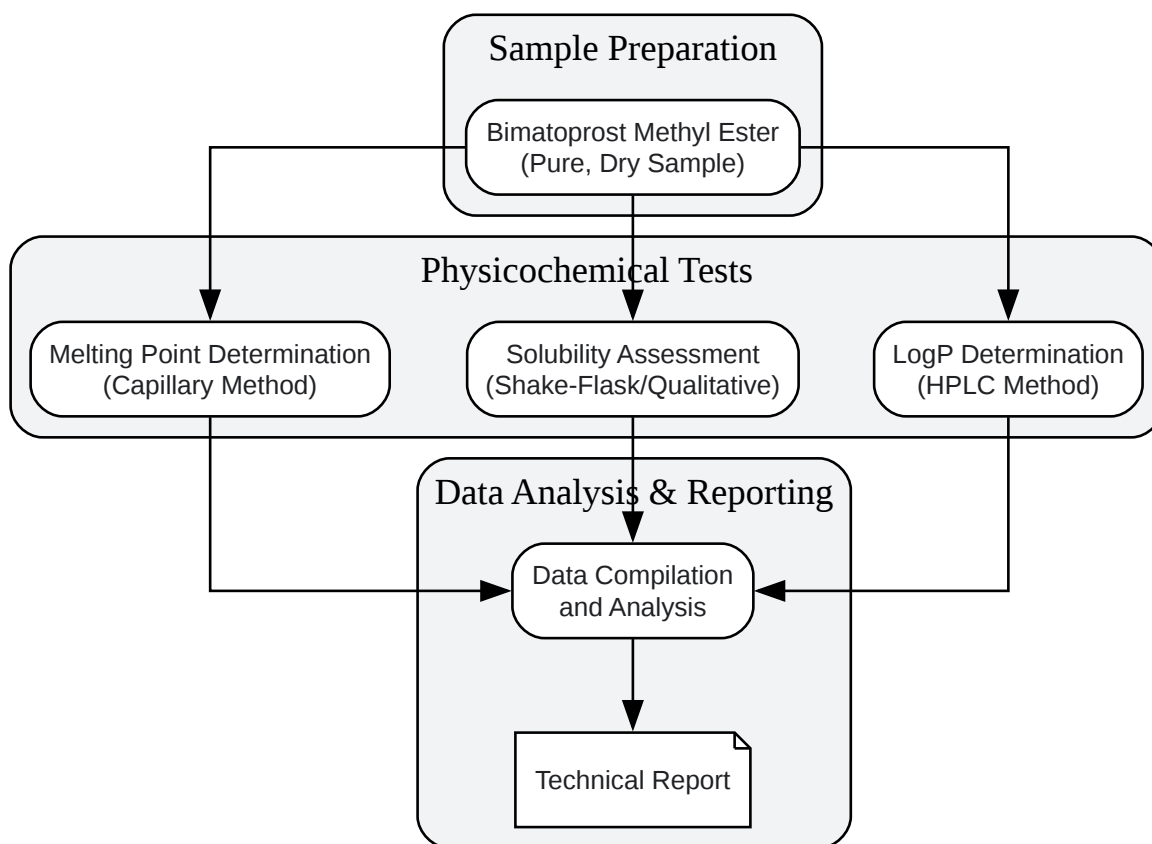 Sample Preparation
Bimatoprost Methyl Ester
(Pure, Dry Sample)
Physicochemical Tests
Melting Point Determination
(Capillary Method)
Solubility Assessment
(Shake-Flask/Qualitative)
LogP Determination
(HPLC Method)
Data Analysis & Reporting
Data Compilation
and Analysis
Technical Report